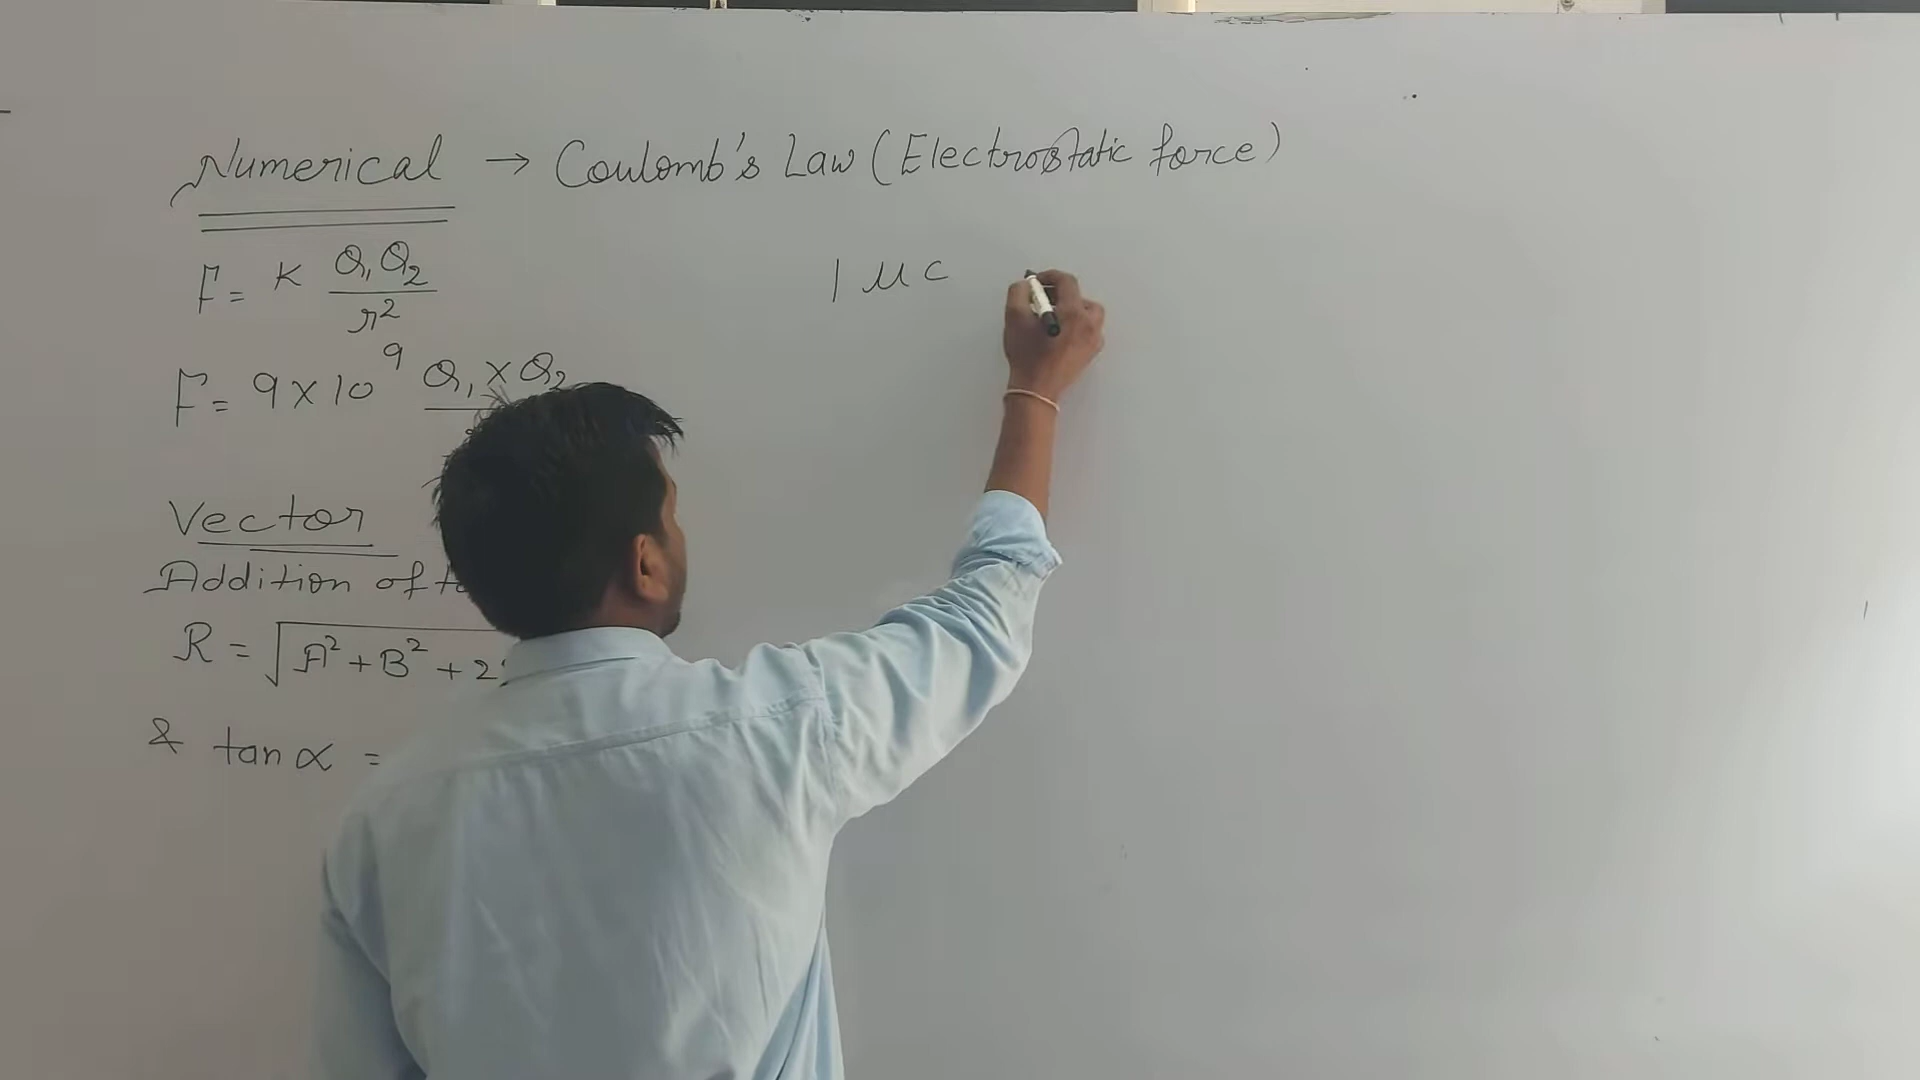 Numerical → Coulomb's Law (Electrostatic force)
F = K Q₁Q₂ / r²
1 μc
F = 9 × 10⁹ Q₁ × Q₂
Vector
Addition of
R = √A² + B² + 2
& tan α =